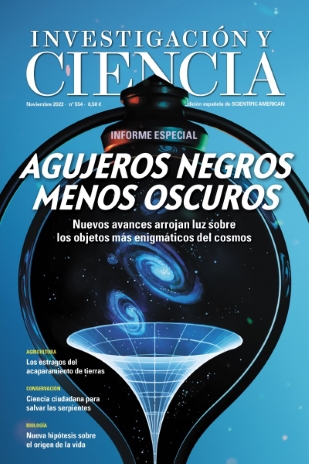 INVESTIGACIÓN Y
CIENCIA
Noviembre 2022 · nº 554 · 6,50 €
Edición española de SCIENTIFIC AMERICAN
INFORME ESPECIAL
AGUJEROS NEGROS
MENOS OSCUROS
Nuevos avances arrojan luz sobre
los objetos más enigmáticos del cosmos
AGRICULTURA
Los estragos del
acaparamiento de tierras
CONSERVACIÓN
Ciencia ciudadana para
salvar las serpientes
BIOLOGÍA
Nueva hipótesis sobre
el origen de la vida